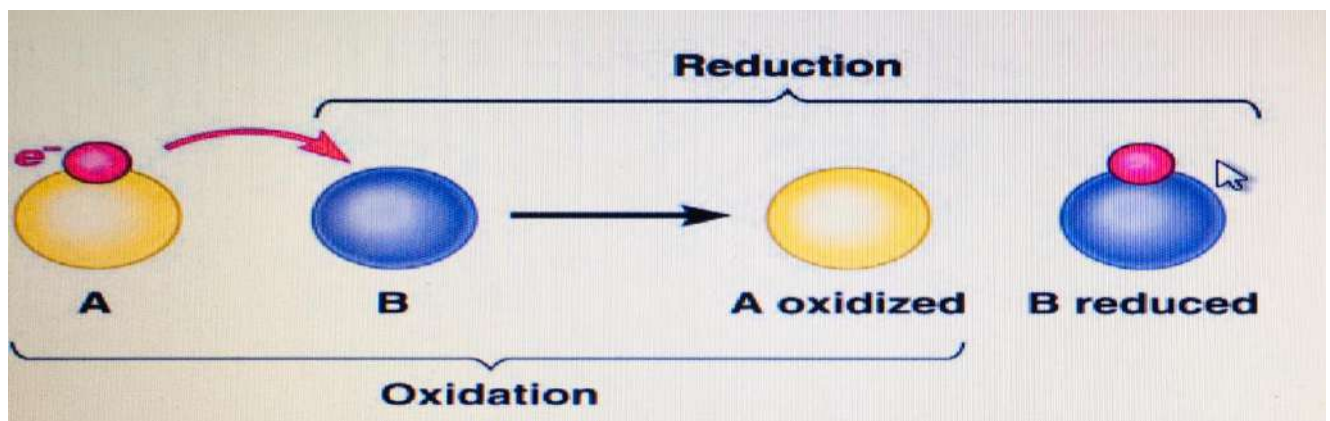 Reduction
e⁻
A
B
A oxidized
B reduced
Oxidation